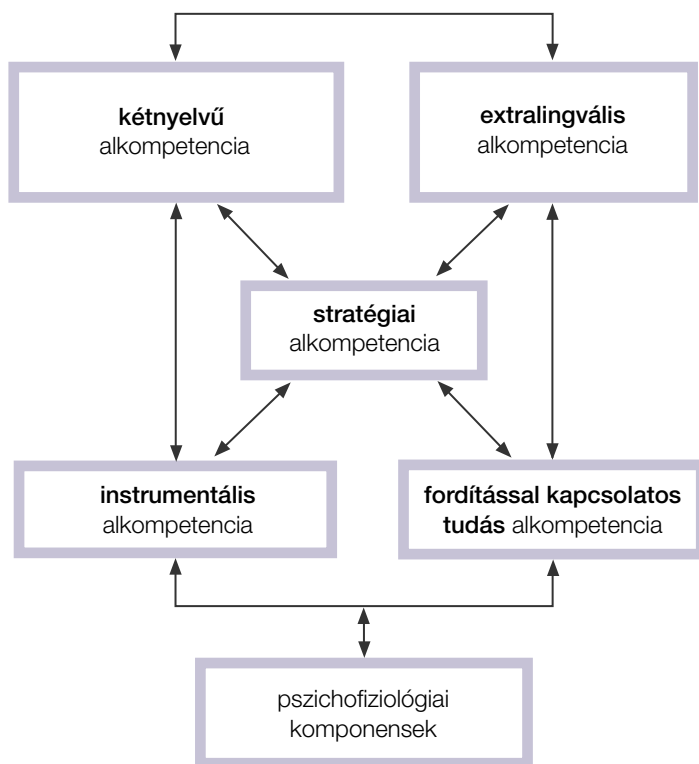 kétnyelvű
alkompetencia
extralingvális
alkompetencia
stratégiai
alkompetencia
instrumentális
alkompetencia
fordítással kapcsolatos
tudás alkompetencia
pszichofiziológiai
komponensek